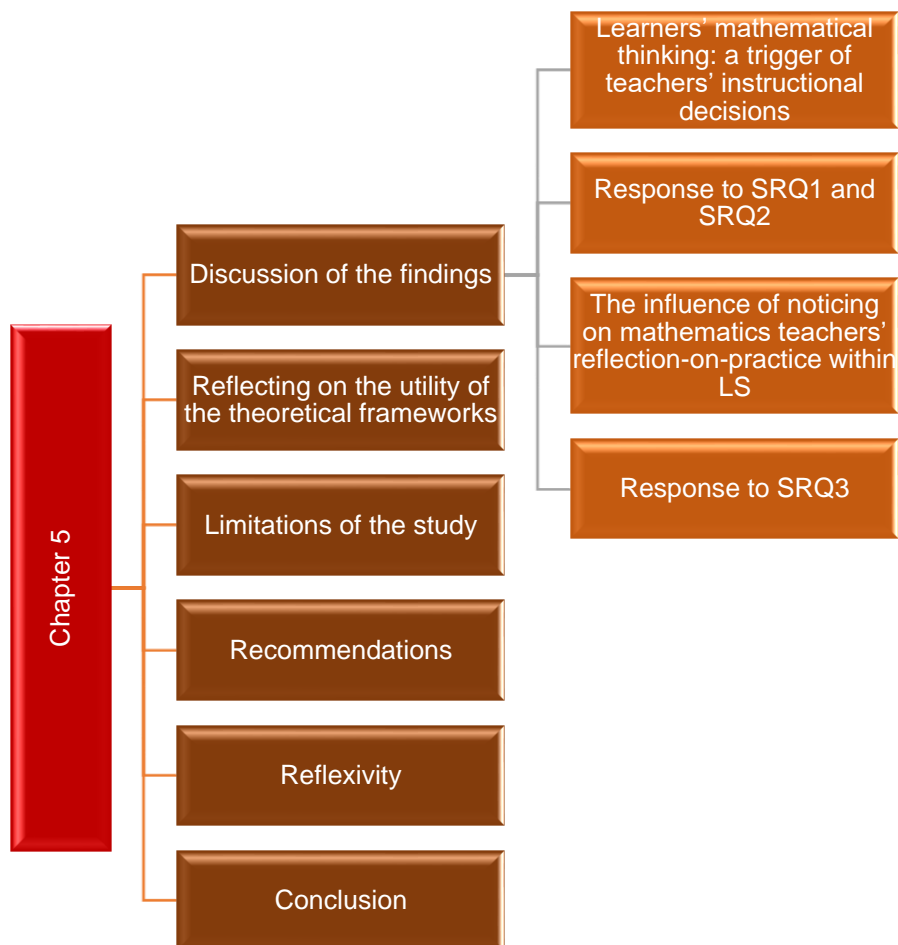 Chapter 5
Discussion of the findings
Reflecting on the utility of
the theoretical frameworks
Limitations of the study
Recommendations
Reflexivity
Conclusion
Learners’ mathematical
thinking: a trigger of
teachers’ instructional
decisions
Response to SRQ1 and
SRQ2
The influence of noticing
on mathematics teachers’
reflection-on-practice within
LS
Response to SRQ3